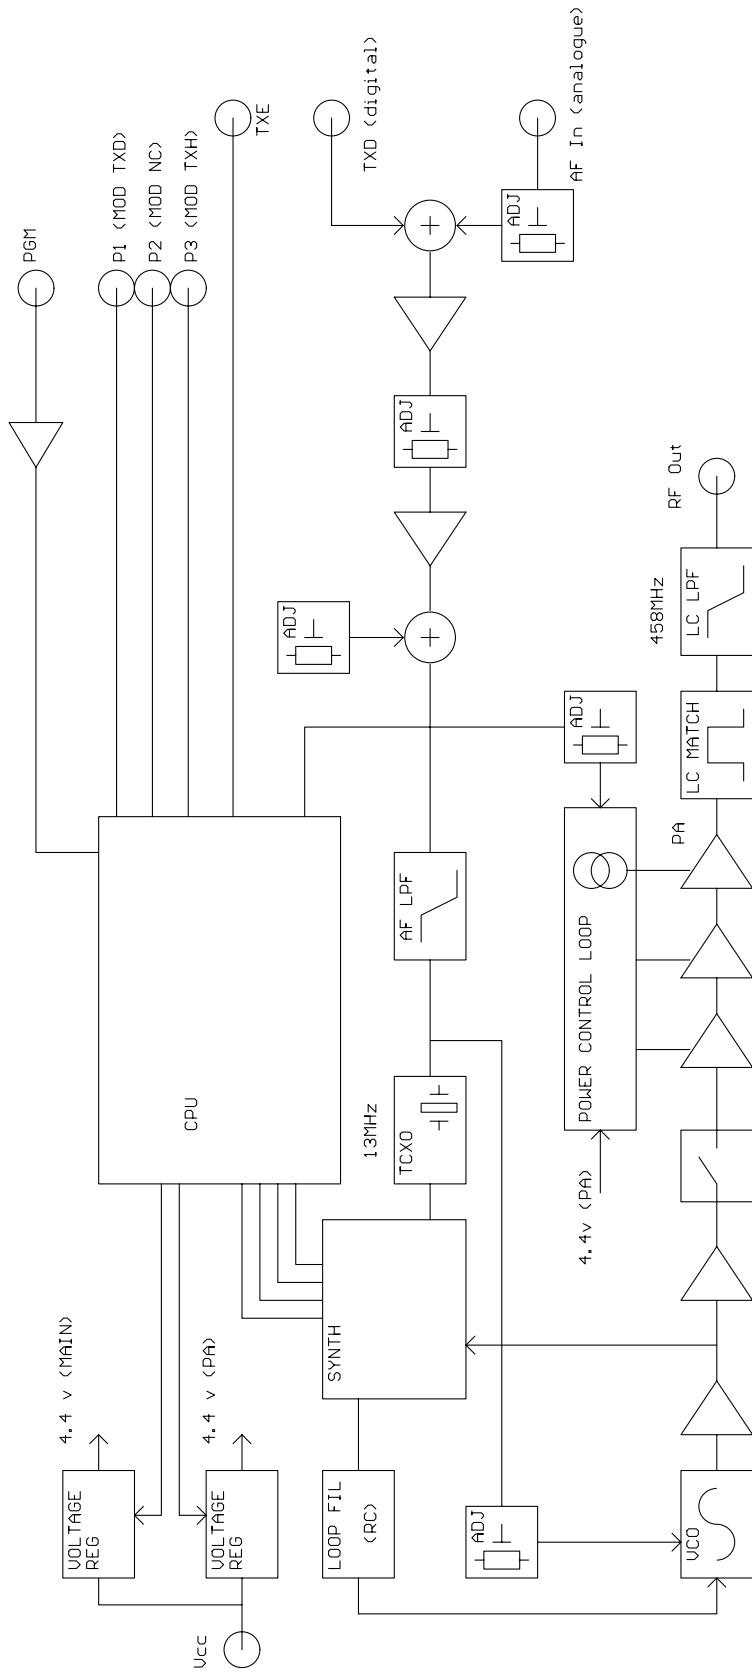 Vcc
VOLTAGE
REG
4.4 v (MAIN)
VOLTAGE
REG
4.4 v (PA)
CPU
PGM
P1 (MOD TXD)
P2 (MOD NC)
P3 (MOD TXH)
TXE
LOOP FIL
(RC)
SYNTH
13MHz
TCXO
AF LPF
ADJ
ADJ
TXD (digital)
ADJ
AF In (analogue)
ADJ
4.4v (PA)
POWER CONTROL LOOP
ADJ
VCO
PA
LC MATCH
458MHz
LC LPF
RF Out